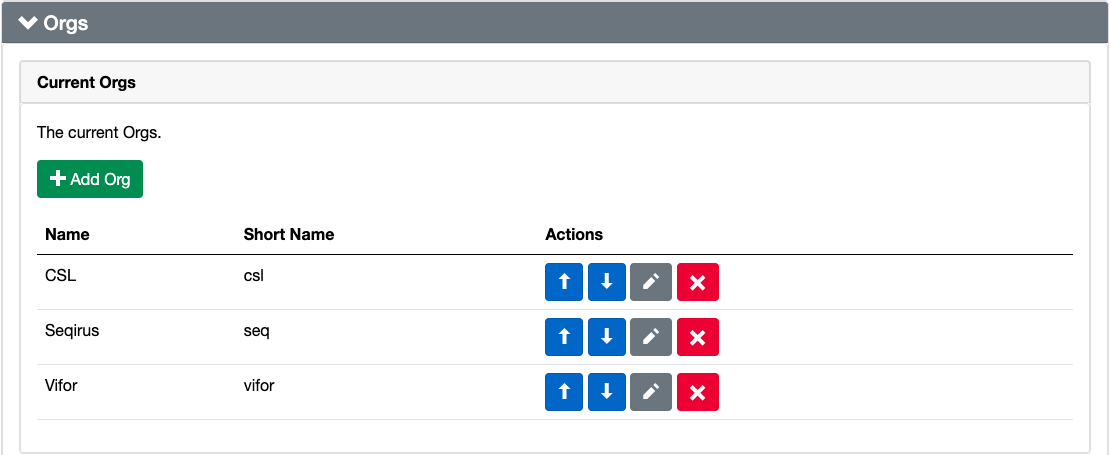 Orgs
Current Orgs
The current Orgs.
Add Org
Name Short Name Actions
CSL csl
Seqirus seq
Vifor vifor